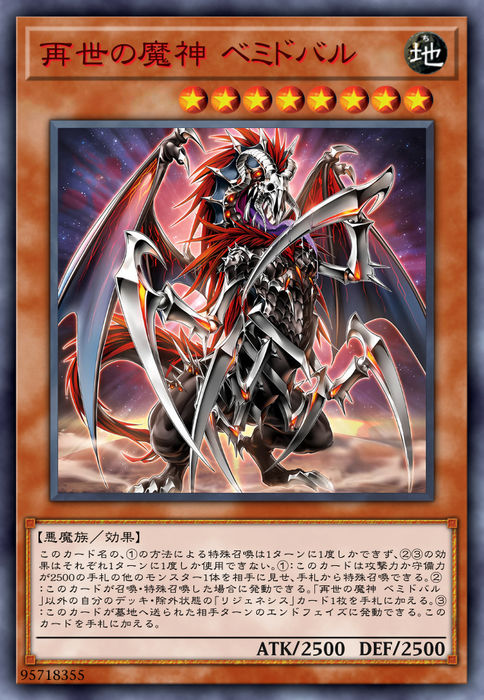 再世の魔神 ベミドバル
ち
地
【悪魔族／効果】
このカード名の、①の方法による特殊召喚は1ターンに1度しかできず、②③の効
果はそれぞれ1ターンに1度しか使用できない。①：このカードは攻撃力か守備力
が2500の手札の他のモンスター1体を相手に見せ、手札から特殊召喚できる。②
：このカードが召喚・特殊召喚した場合に発動できる。「再世の魔神 ベミドバル
」以外の自分のデッキ・除外状態の「リジェネシス」カード1枚を手札に加える。③
：このカードが墓地へ送られた相手ターンのエンドフェイズに発動できる。このカ
ードを手札に加える。
ATK/2500 DEF/2500
95718355